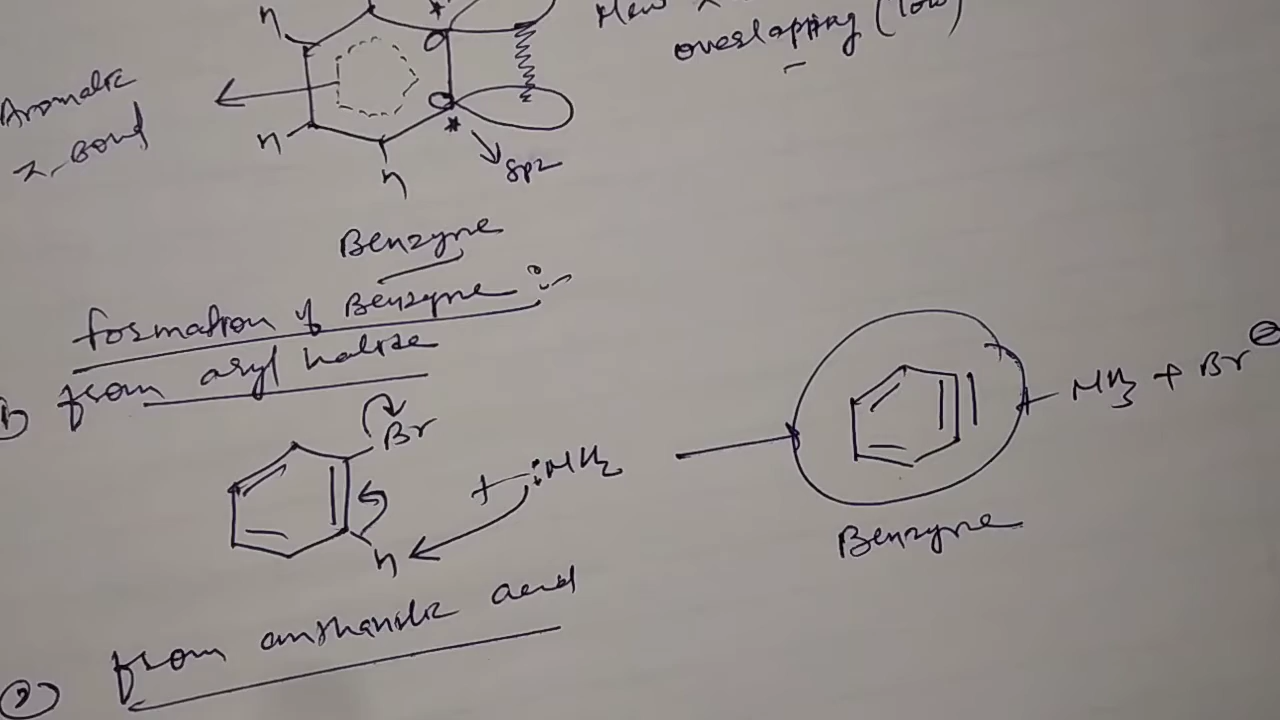 New π
overlapping (low)
Aromatic
π-Bond
H
H
H
sp2
Benzyne
formation of Benzyne :-
1) from aryl halide
Br
+ :NH2
H
+ NH3 + Br⊖
Benzyne
2) from anthranilic acid